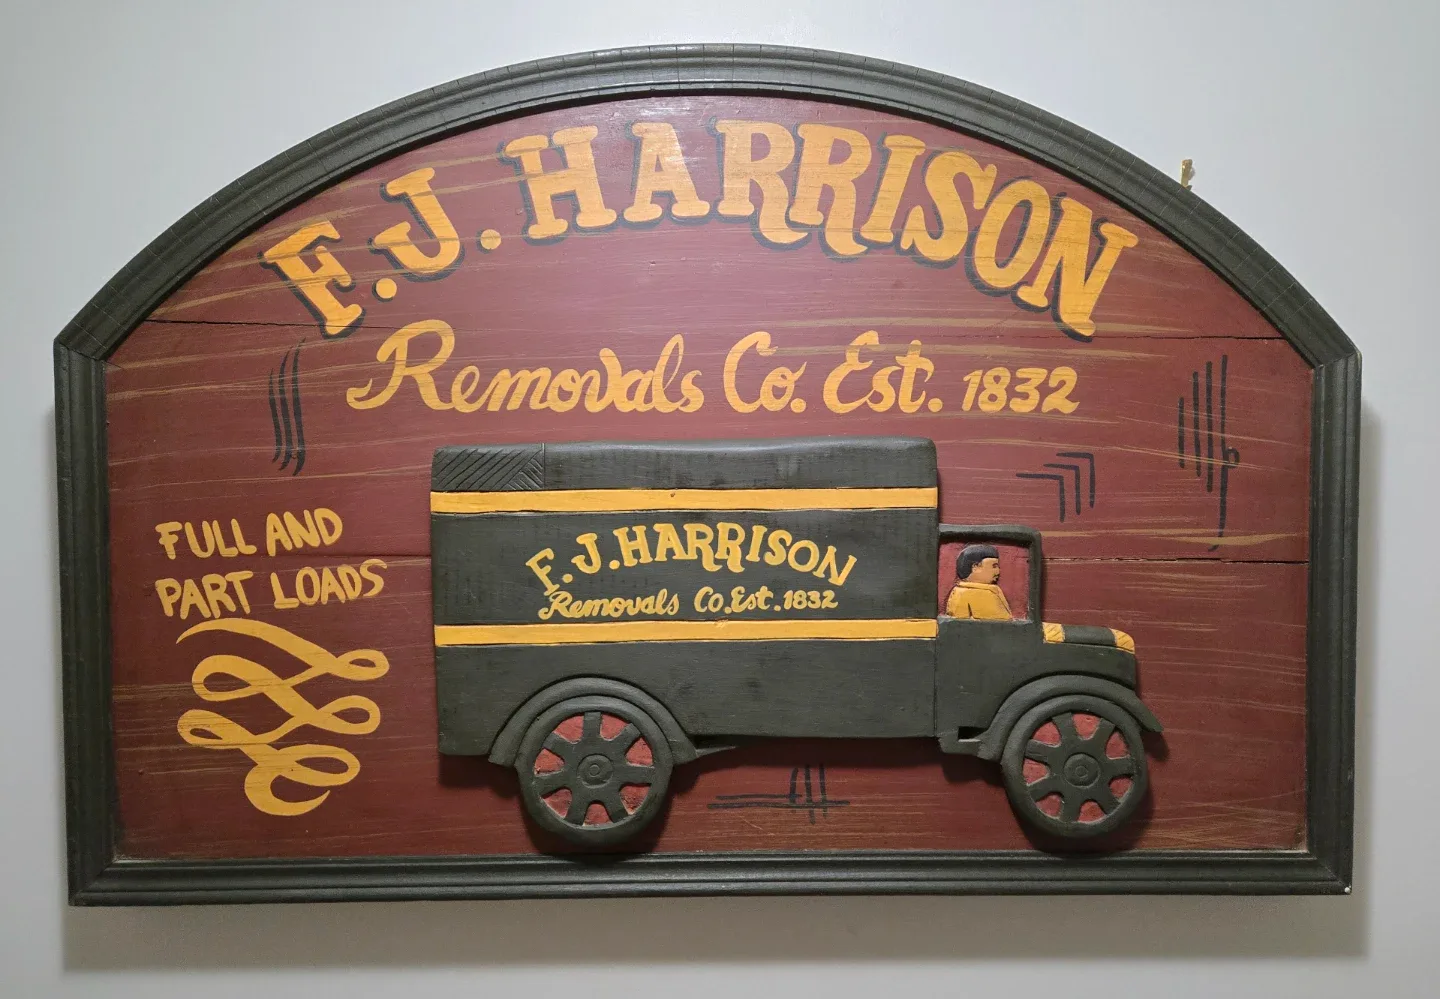 F.J. HARRISON
Removals Co. Est. 1832
FULL AND
PART LOADS
F.J. HARRISON
Removals Co. Est. 1832